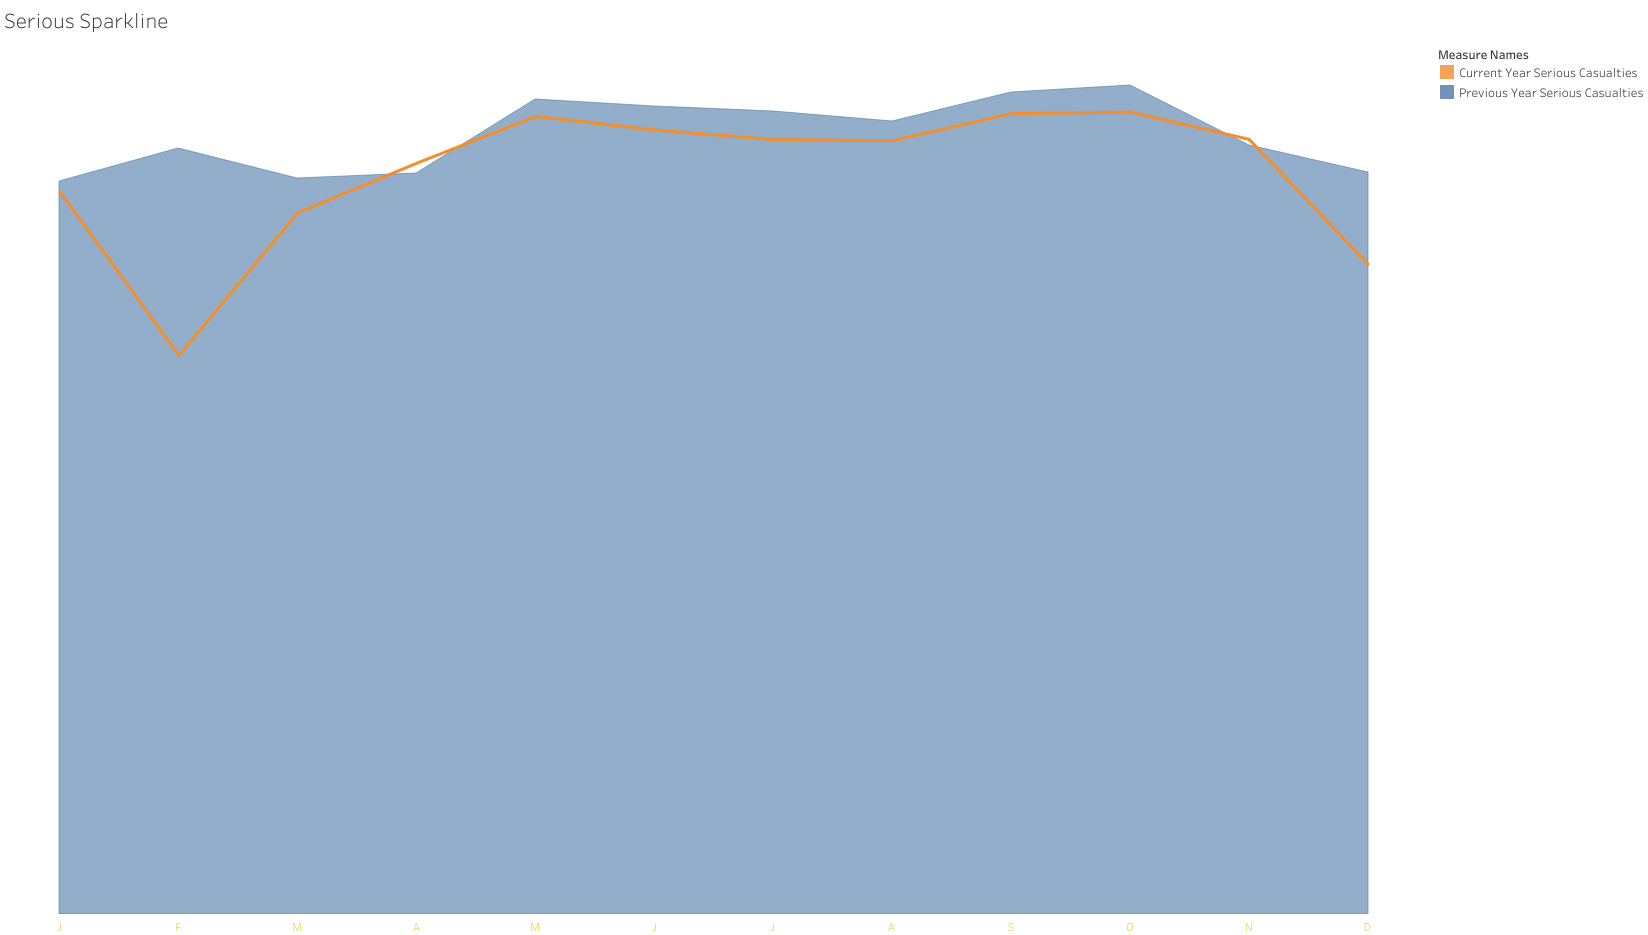 Serious Sparkline
Measure Names
Current Year Serious Casualties
Previous Year Serious Casualties
J F M A M J J A S O N D